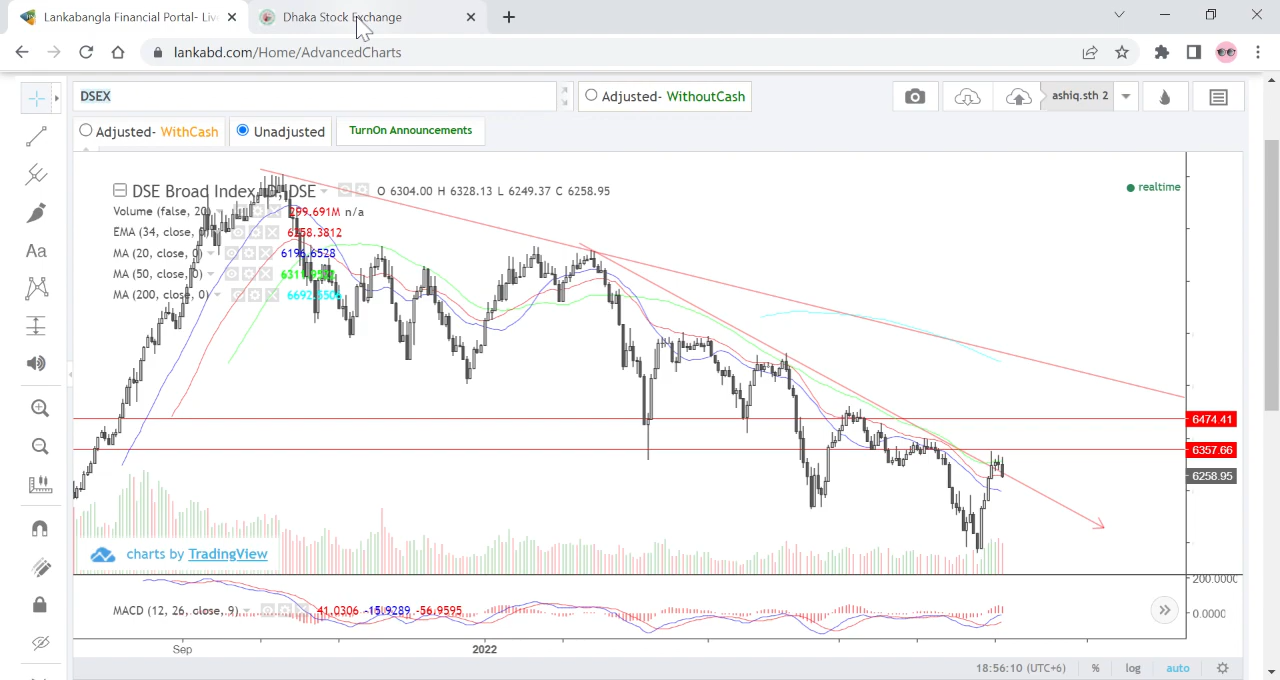 Lankabangla Financial Portal- Liv
Dhaka Stock Exchange
lankabd.com/Home/AdvancedCharts
DSEX
Adjusted- WithoutCash
ashiq.sth 2
Adjusted- WithCash
Unadjusted
TurnOn Announcements
DSE Broad Index, D, DSE
O 6304.00 H 6328.13 L 6249.37 C 6258.95
realtime
Volume (false, 20)
299.691M n/a
EMA (34, close, 0)
6258.3812
MA (20, close, 0)
6196.6528
MA (50, close, 0)
MA (200, close, 0)
Aa
6474.41
6357.66
6258.95
charts by TradingView
200.0000
MACD (12, 26, close, 9)
41.0306 -15.9289 -56.9595
0.0000
Sep
2022
18:56:10 (UTC+6)
%
log
auto